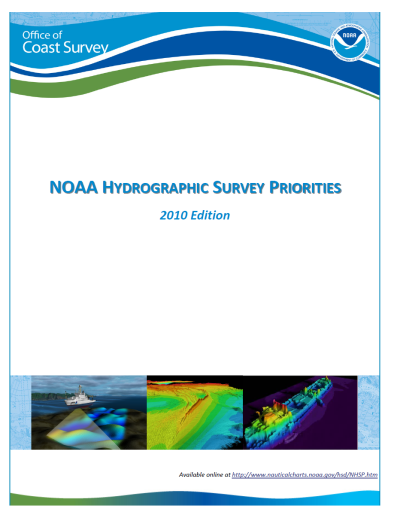 Office of
Coast Survey
NOAA
NOAA HYDROGRAPHIC SURVEY PRIORITIES
2010 Edition
Available online at http://www.nauticalcharts.noaa.gov/hsd/NHSP.htm